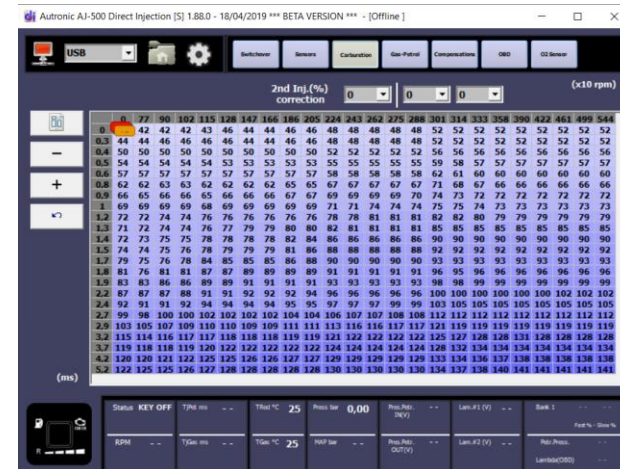 Autronic AJ-500 Direct Injection [S] 1.88.0 - 18/04/2019 *** BETA VERSION *** - [Offline ]
USB
Switchover Sensors Carburetion Gas-Petrol Compensations OBD O2 Sensor
2nd Inj.(%) correction 0 0 0 (x10 rpm)
0 77 90 102 115 128 147 166 186 205 224 243 262 275 288 301 314 333 358 390 422 461 499 544
0 ... 42 42 42 43 46 44 44 46 46 46 48 48 48 48 52 52 52 52 52 52 52 52 52
0.3 44 44 46 46 46 46 44 44 46 46 48 48 48 48 48 52 52 52 52 52 52 52 52 52
0.4 50 50 50 50 50 50 50 50 50 50 52 52 52 52 52 56 56 56 56 56 56 56 56 56
0.5 54 54 54 54 54 53 53 53 53 53 55 55 55 55 55 59 58 57 57 57 57 57 57 57
0.6 57 57 57 57 57 57 57 57 57 57 58 58 58 58 58 62 61 60 60 60 60 60 60 60
0.8 62 62 63 63 62 62 62 62 65 65 67 67 67 67 67 71 68 67 66 66 66 66 66 66
0.9 66 65 66 66 65 66 66 66 67 67 69 69 69 69 70 74 73 72 72 72 72 72 72 72
1 69 69 69 69 68 69 69 69 69 69 71 71 74 74 74 75 75 74 73 73 73 73 73 73
1.2 72 72 74 74 76 76 76 76 76 76 78 78 81 81 81 82 82 80 79 79 79 79 79 79
1.3 71 72 74 74 76 77 79 79 80 80 82 81 81 81 81 85 85 85 85 85 85 85 85 85
1.4 72 73 75 75 78 78 78 78 82 84 86 86 86 86 86 90 90 90 90 90 90 90 90 90
1.5 74 74 75 76 78 79 79 79 81 86 88 88 88 88 88 92 92 92 92 92 92 92 92 92
1.7 79 75 76 78 84 85 85 85 86 88 90 90 90 90 90 93 93 93 93 93 93 93 93 93
1.8 81 76 81 81 87 87 89 89 89 89 91 91 91 91 91 96 95 96 96 96 96 96 96 96
1.9 83 83 86 86 89 89 91 91 91 91 93 93 93 93 93 98 98 99 99 99 99 99 99 99
2.2 87 87 87 88 91 91 92 92 92 94 96 96 96 96 96 100 100 100 100 100 100 102 102 102
2.4 92 91 91 92 94 94 94 94 95 95 97 97 97 99 99 103 105 105 105 105 105 105 105 105
2.7 99 98 100 100 102 102 102 102 104 104 106 107 107 108 108 112 112 112 112 112 112 112 112 112
2.9 103 105 107 109 110 110 109 109 111 111 113 116 116 117 117 121 119 119 119 119 119 119 119 119
3.2 115 114 116 117 117 118 118 118 119 119 121 122 122 122 122 125 127 128 128 131 128 128 128 128
3.7 119 118 118 119 120 122 122 122 122 122 124 124 124 124 124 128 132 134 134 134 134 134 134 134
4.2 120 120 121 122 125 125 126 126 127 127 129 129 129 129 129 133 134 136 137 138 138 138 138 138
5.2 122 125 125 126 127 128 128 128 128 128 130 130 130 130 130 134 137 138 140 141 141 141 141 141
(ms)
Status KEY OFF TjPet ms - - TRed °C 25 Press bar 0,00 Pres.Petr. IN(V) - - Lam.#1 (V) - - Bank 1 - - - -
Fast % - Slow %
RPM - - TjGas ms - - TGas °C 25 MAP bar - - Pres.Petr. OUT(V) - - Lam.#2 (V) - - Petr.Press. - -
R
Lambda(OBD) - -